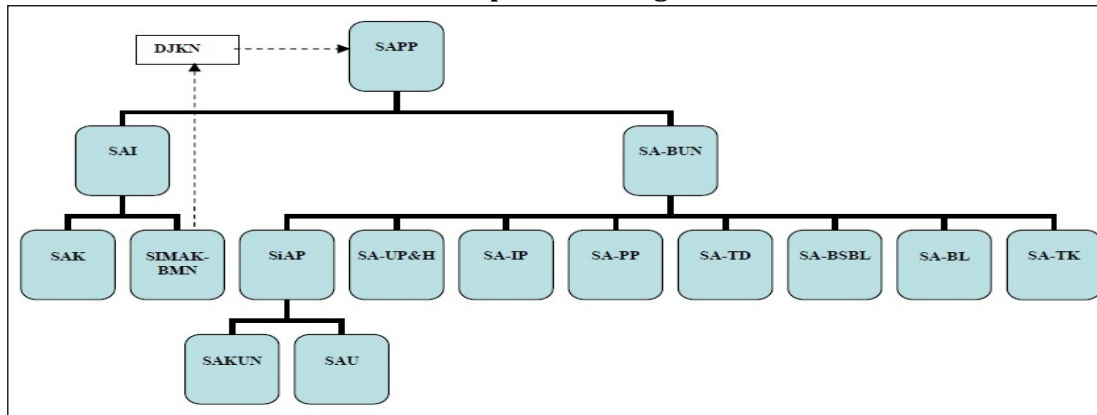 DJKN
SAPP
SAI
SA-BUN
SAK
SIMAK-
BMN
SiAP
SA-UP&H
SA-IP
SA-PP
SA-TD
SA-BSBL
SA-BL
SA-TK
SAKUN
SAU